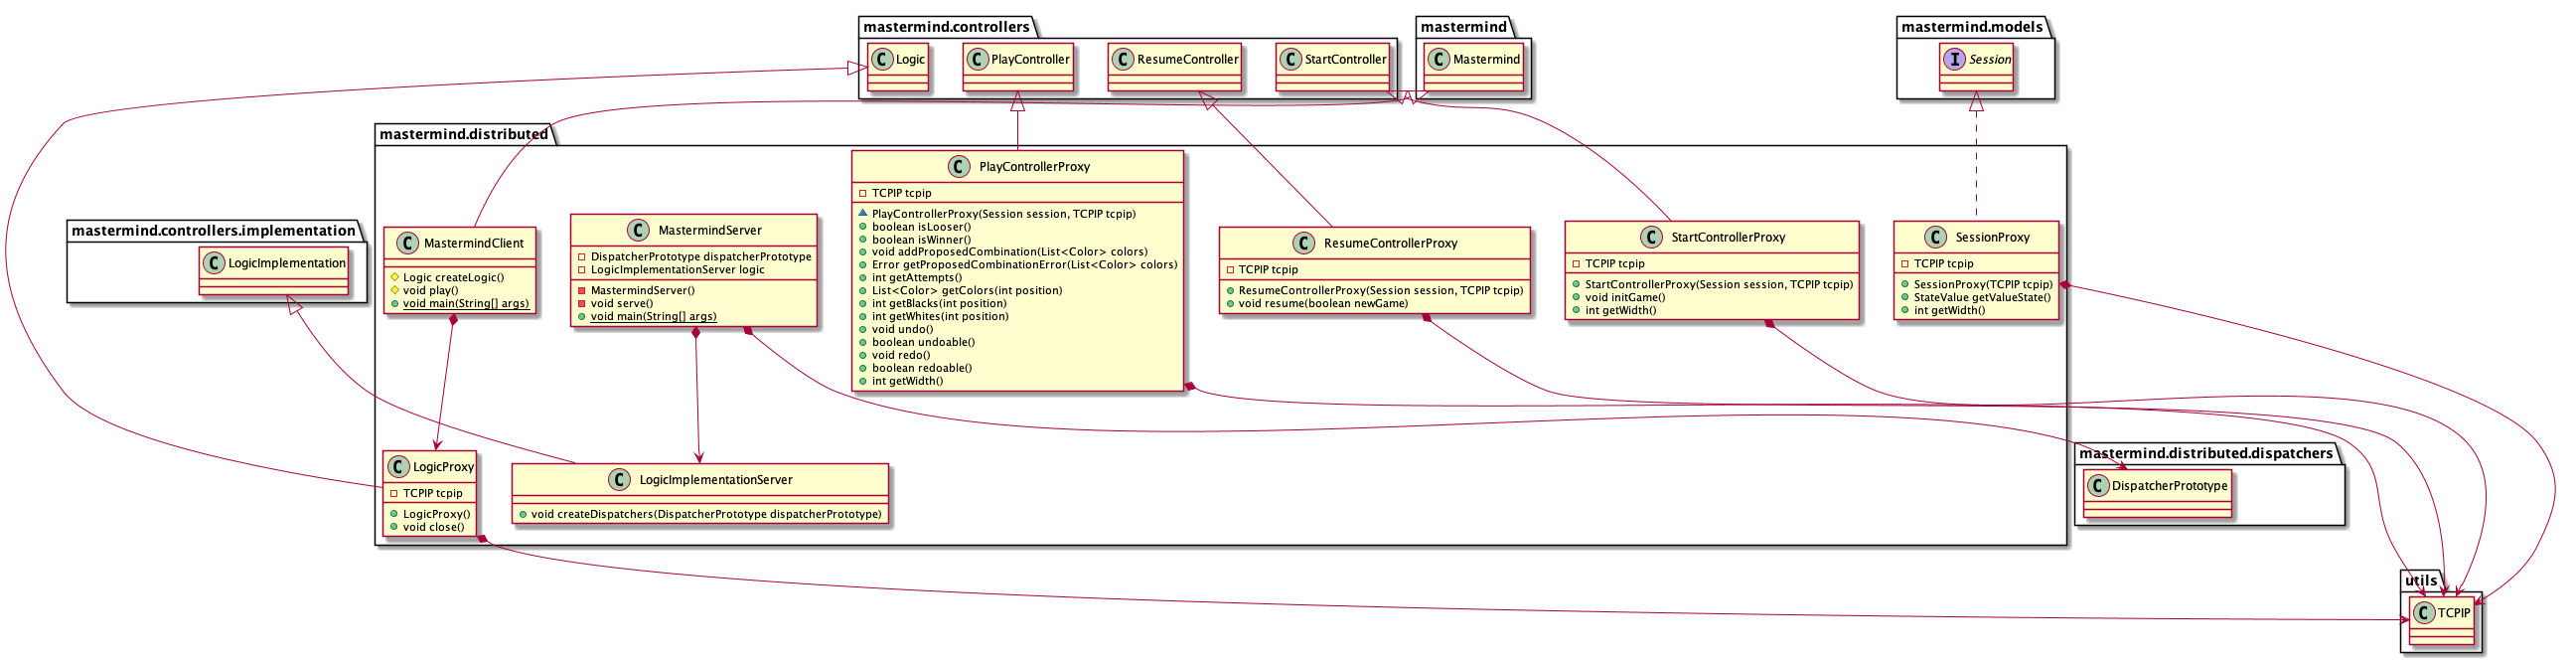 mastermind.controllers
C Logic
C PlayController
C ResumeController
C StartController
mastermind
C Mastermind
mastermind.models
I Session
mastermind.distributed
C PlayControllerProxy
TCPIP tcpip
PlayControllerProxy(Session session, TCPIP tcpip)
boolean isLooser()
boolean isWinner()
void addProposedCombination(List<Color> colors)
Error getProposedCombinationError(List<Color> colors)
int getAttempts()
List<Color> getColors(int position)
int getBlacks(int position)
int getWhites(int position)
void undo()
boolean undoable()
void redo()
boolean redoable()
int getWidth()
mastermind.controllers.implementation
C LogicImplementation
C MastermindClient
Logic createLogic()
void play()
void main(String[] args)
C MastermindServer
DispatcherPrototype dispatcherPrototype
LogicImplementationServer logic
MastermindServer()
void serve()
void main(String[] args)
C ResumeControllerProxy
TCPIP tcpip
ResumeControllerProxy(Session session, TCPIP tcpip)
void resume(boolean newGame)
C StartControllerProxy
TCPIP tcpip
StartControllerProxy(Session session, TCPIP tcpip)
void initGame()
int getWidth()
C SessionProxy
TCPIP tcpip
SessionProxy(TCPIP tcpip)
StateValue getValueState()
int getWidth()
C LogicProxy
TCPIP tcpip
LogicProxy()
void close()
C LogicImplementationServer
void createDispatchers(DispatcherPrototype dispatcherPrototype)
mastermind.distributed.dispatchers
C DispatcherPrototype
utils
C TCPIP